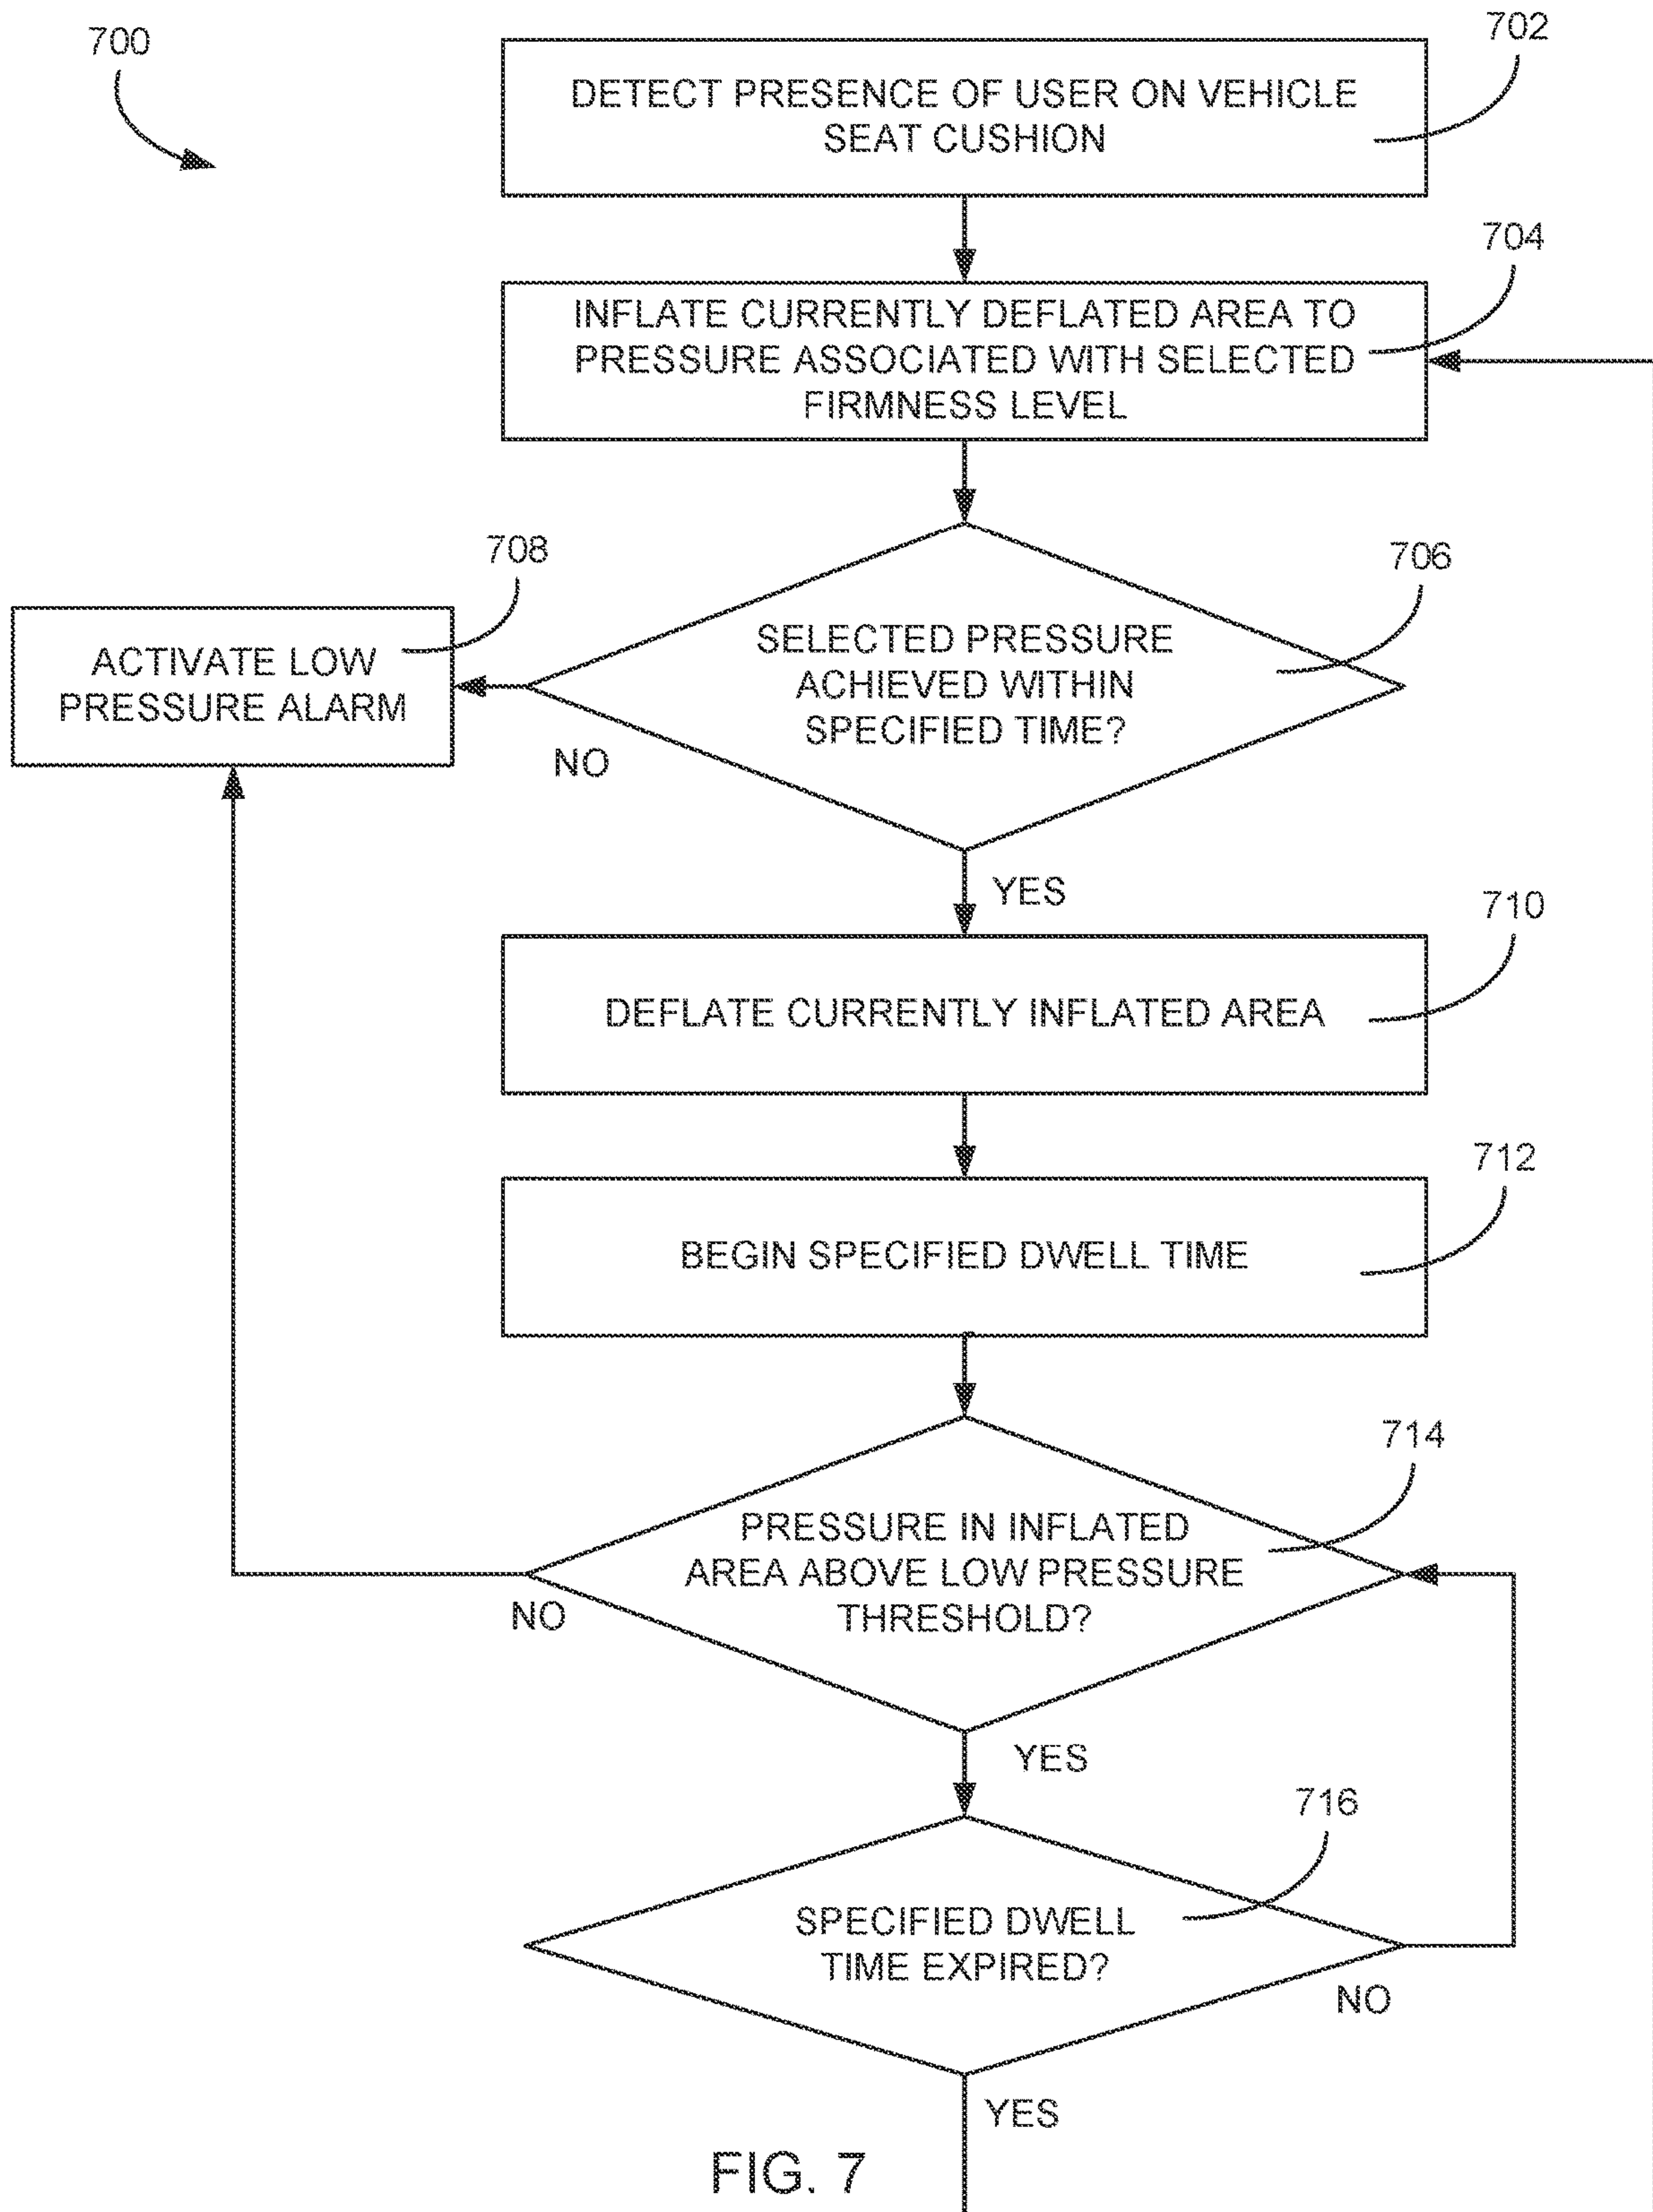 700
702
DETECT PRESENCE OF USER ON VEHICLE
SEAT CUSHION
704
INFLATE CURRENTLY DEFLATED AREA TO
PRESSURE ASSOCIATED WITH SELECTED
FIRMNESS LEVEL
706
SELECTED PRESSURE
ACHIEVED WITHIN
SPECIFIED TIME?
708
ACTIVATE LOW
PRESSURE ALARM
NO
YES
710
DEFLATE CURRENTLY INFLATED AREA
712
BEGIN SPECIFIED DWELL TIME
714
PRESSURE IN INFLATED
AREA ABOVE LOW PRESSURE
THRESHOLD?
NO
YES
716
SPECIFIED DWELL
TIME EXPIRED?
NO
YES
FIG. 7